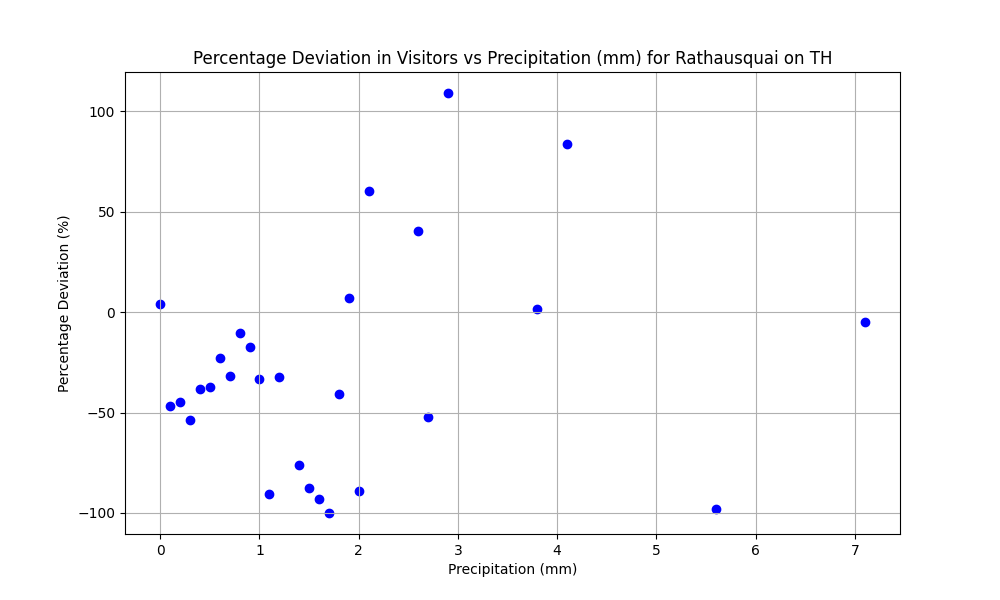 Percentage Deviation in Visitors vs Precipitation (mm) for Rathausquai on TH
100
50
0
−50
−100
Percentage Deviation (%)
0 1 2 3 4 5 6 7
Precipitation (mm)